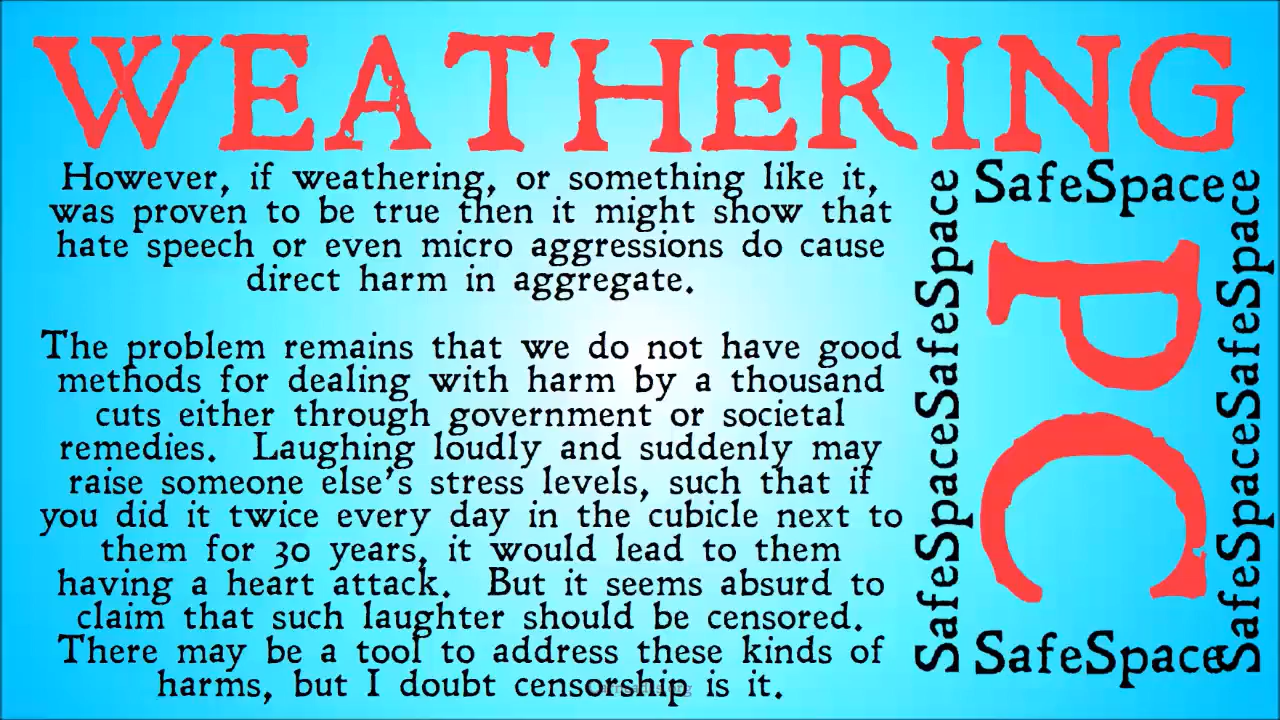 WEATHERING
However, if weathering, or something like it,
was proven to be true then it might show that
hate speech or even micro aggressions do cause
direct harm in aggregate.
The problem remains that we do not have good
methods for dealing with harm by a thousand
cuts either through government or societal
remedies. Laughing loudly and suddenly may
raise someone else's stress levels, such that if
you did it twice every day in the cubicle next to
them for 30 years, it would lead to them
having a heart attack. But it seems absurd to
claim that such laughter should be censored.
There may be a tool to address these kinds of
harms, but I doubt censorship is it.
SafeSpace
SafeSpaceSafeSpace
PC
SafeSpaceSafeSpace
SafeSpace